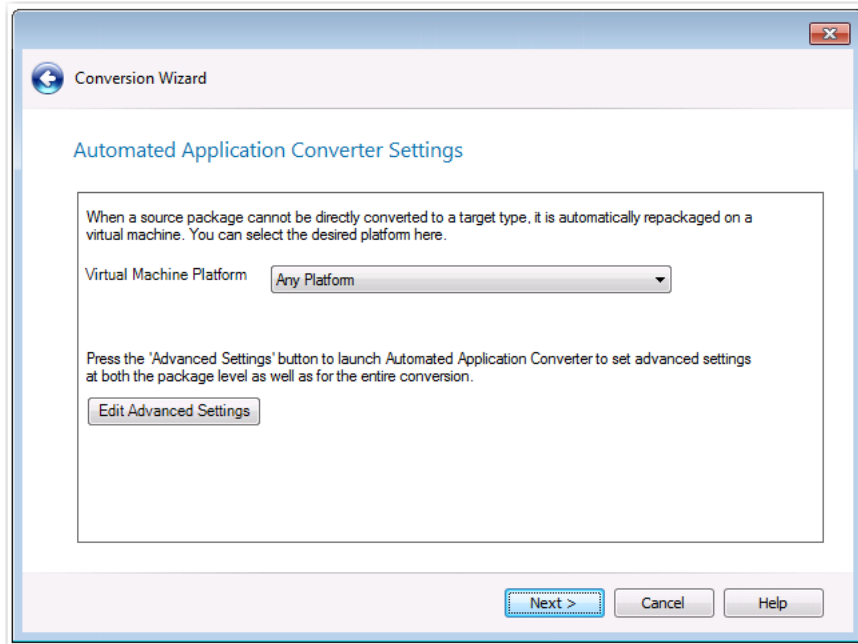 Conversion Wizard
Automated Application Converter Settings
When a source package cannot be directly converted to a target type, it is automatically repackaged on a
virtual machine. You can select the desired platform here.
Virtual Machine Platform
Any Platform
Press the 'Advanced Settings' button to launch Automated Application Converter to set advanced settings
at both the package level as well as for the entire conversion.
Edit Advanced Settings
Next >
Cancel
Help